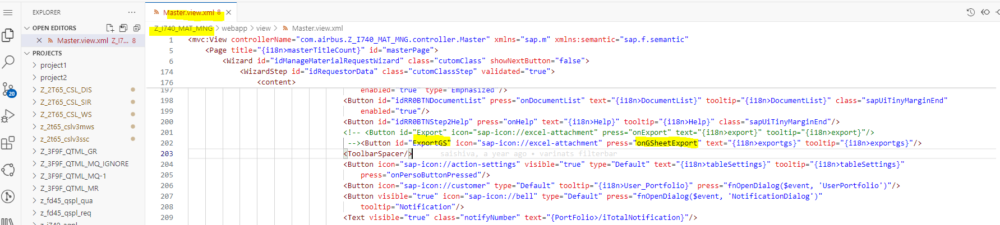 EXPLORER
OPEN EDITORS
Master.view.xml Z_I7... 8
PROJECTS
project1
project2
Z_2T65_CSL_DIS
Z_2T65_CSL_SIR
Z_2T65_CSL_WS
z_2t65_cslv3mws
z_2t65_cslv3ssc
Z_3F9F_QTML_GR
Z_3F9F_QTML_MQ_IGNORE
Z_3F9F_QTML_MQ-1
Z_3F9F_QTML_MR
z_fd45_qspl_qua
z_fd45_qspl_req
20
Master.view.xml 8
Z_I740_MAT_MNG > webapp > view > Master.view.xml
1 <mvc:View controllerName="com.airbus.Z_I740_MAT_MNG.controller.Master" xmlns="sap.m" xmlns:semantic="sap.f.semantic"
5 <Page title="{i18n>masterTitleCount}" id="masterPage">
6 <Wizard id="idManageMaterialRequestWizard" class="cutomClass" showNextButton="false">
174 <WizardStep id="idRequestorData" class="cutomClassStep" validated="true">
176 <content>
197 enabled="true" type="Emphasized"/>
198 <Button id="idRR0BTNDocumentList" press="onDocumentList" text="{i18n>DocumentList}" tooltip="{i18n>DocumentList}" class="sapUiTinyMarginEnd"
199 enabled="true"/>
200 <Button id="idRR0BTNStep2Help" press="onHelp" text="{i18n>Help}" tooltip="{i18n>Help}" class="sapUiTinyMarginEnd"/>
201 <!-- <Button id="Export" icon="sap-icon://excel-attachment" press="onExport" text="{i18n>export}" tooltip="{i18n>export}"/>
202 --><Button id="ExportGS" icon="sap-icon://excel-attachment" press="onGSheetExport" text="{i18n>exportgs}" tooltip="{i18n>exportgs}"/>
203 <ToolbarSpacer/> saishiva, a year ago • varinats filterbar
204 <Button icon="sap-icon://action-settings" visible="true" type="Default" text="{i18n>tableSettings}" tooltip="{i18n>tableSettings}"
205 press="onPersoButtonPressed"/>
206 <Button icon="sap-icon://customer" type="Default" tooltip="{i18n>User_Portfolio}" press="fnOpenDialog($event, 'UserPortfolio')"/>
207 <Button visible="true" icon="sap-icon://bell" type="Default" press="fnOpenDialog($event, 'NotificationDialog')"
208 tooltip="Notification"/>
209 <Text visible="true" class="notifyNumber" text="{PortFolio>/iTotalNotification}"/>